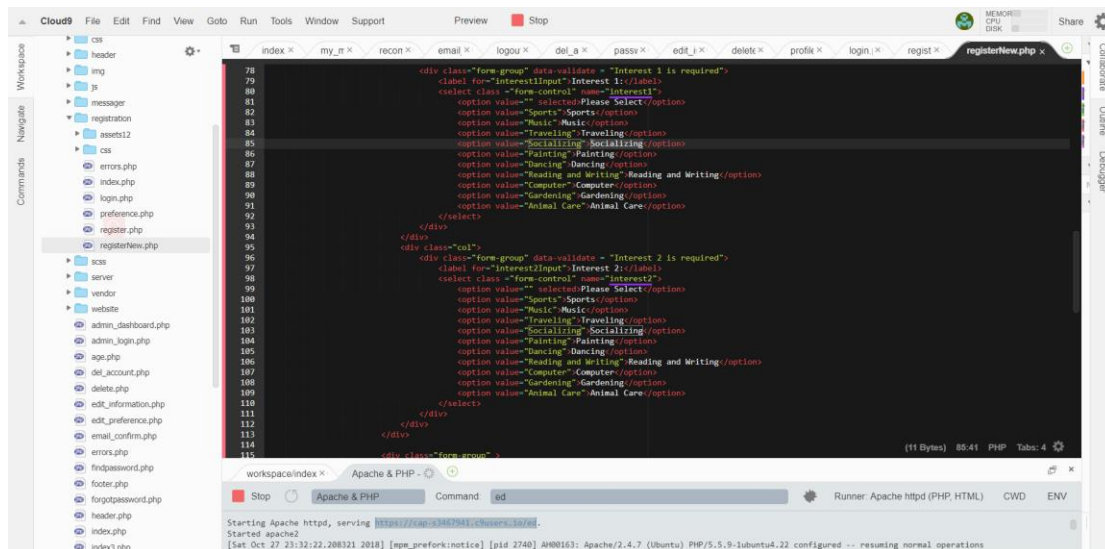 Cloud9 File Edit Find View Goto Run Tools Window Support Preview Stop MEMOR CPU DISK Share
index × my_m × recon × email × logou × del_a × passv × edit_i × delete × profile × login.| × regist × registerNew.php ×
Workspace
Navigate
Commands
css
header
img
js
messager
registration
assets12
css
errors.php
index.php
login.php
preference.php
register.php
registerNew.php
scss
server
vendor
website
admin_dashboard.php
admin_login.php
age.php
del_account.php
delete.php
edit_information.php
edit_preference.php
email_confirm.php
errors.php
findpassword.php
footer.php
forgotpassword.php
header.php
index.php
index3.php
78 <div class="form-group" data-validate = "Interest 1 is required">
79 <label for="interest1Input">Interest 1:</label>
80 <select class ="form-control" name="interest1">
81 <option value="" selected>Please Select</option>
82 <option value="Sports">Sports</option>
83 <option value="Music">Music</option>
84 <option value="Traveling">Traveling</option>
85 <option value="Socializing">Socializing</option>
86 <option value="Painting">Painting</option>
87 <option value="Dancing">Dancing</option>
88 <option value="Reading and Writing">Reading and Writing</option>
89 <option value="Computer">Computer</option>
90 <option value="Gardening">Gardening</option>
91 <option value="Animal Care">Animal Care</option>
92 </select>
93 </div>
94 </div>
95 <div class="col">
96 <div class="form-group" data-validate = "Interest 2 is required">
97 <label for="interest2Input">Interest 2:</label>
98 <select class ="form-control" name="interest2">
99 <option value="" selected>Please Select</option>
100 <option value="Sports">Sports</option>
101 <option value="Music">Music</option>
102 <option value="Traveling">Traveling</option>
103 <option value="Socializing">Socializing</option>
104 <option value="Painting">Painting</option>
105 <option value="Dancing">Dancing</option>
106 <option value="Reading and Writing">Reading and Writing</option>
107 <option value="Computer">Computer</option>
108 <option value="Gardening">Gardening</option>
109 <option value="Animal Care">Animal Care</option>
110 </select>
111 </div>
112 </div>
113 </div>
114
115 <div class="form-group" >
(11 Bytes) 85:41 PHP Tabs: 4
Collaborate
Outline
Debugger
workspace/index × Apache & PHP -
Stop Apache & PHP Command: ed Runner: Apache httpd (PHP, HTML) CWD ENV
Starting Apache httpd, serving https://cap-s3467941.c9users.io/ed.
Started apache2
[Sat Oct 27 23:32:22.208321 2018] [mpm_prefork:notice] [pid 2740] AH00163: Apache/2.4.7 (Ubuntu) PHP/5.5.9-1ubuntu4.22 configured -- resuming normal operations